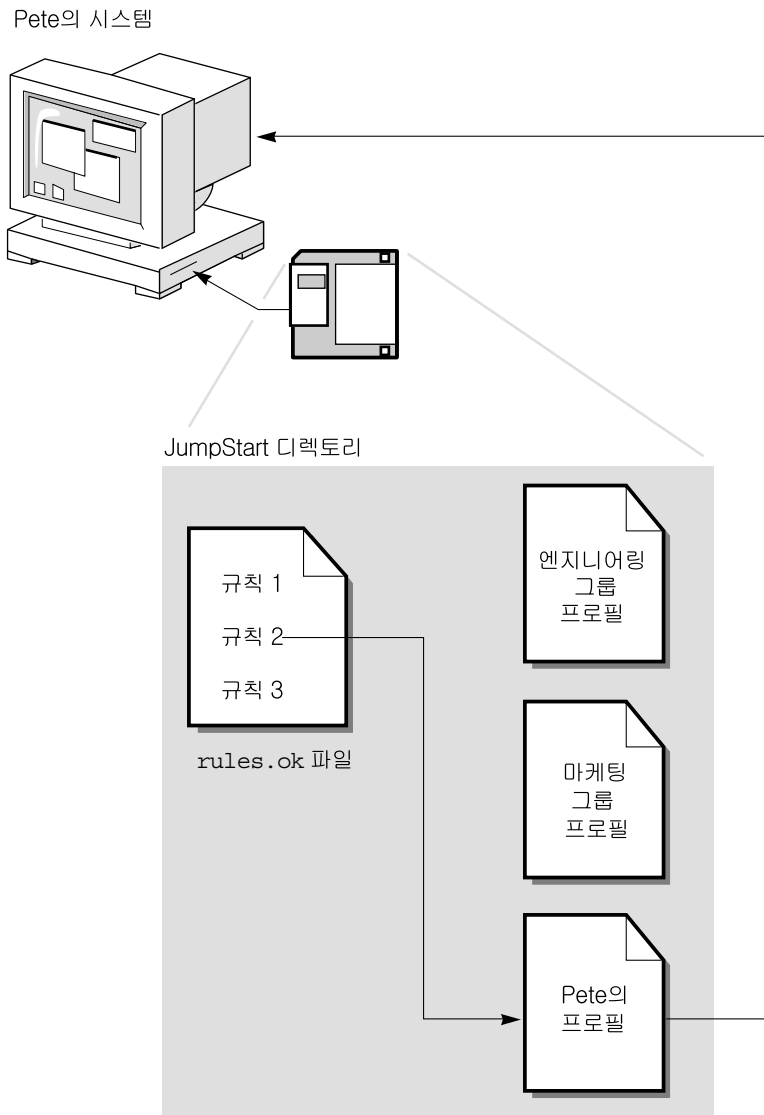 Pete의 시스템
JumpStart 디렉토리
규칙 1
규칙 2
규칙 3
rules.ok 파일
엔지니어링
그룹
프로필
마케팅
그룹
프로필
Pete의
프로필